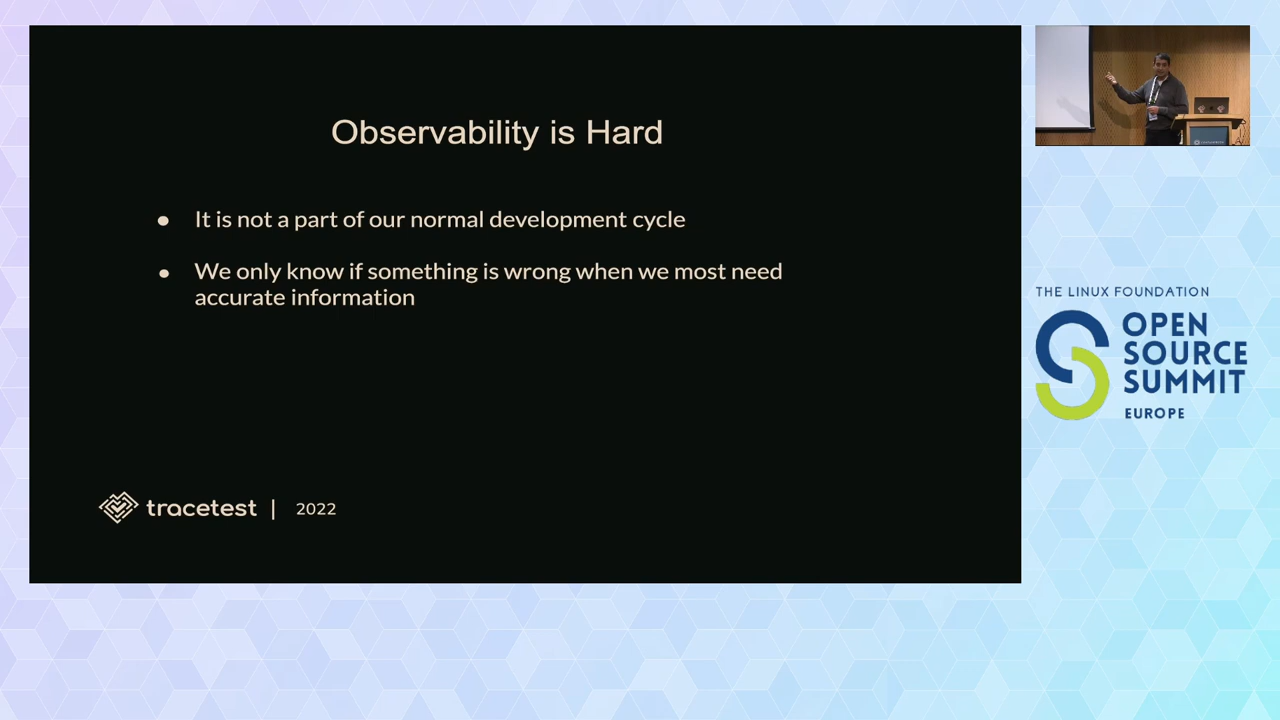 Observability is Hard
● It is not a part of our normal development cycle
● We only know if something is wrong when we most need
accurate information
tracetest | 2022
THE LINUX FOUNDATION
OPEN
SOURCE
SUMMIT
EUROPE